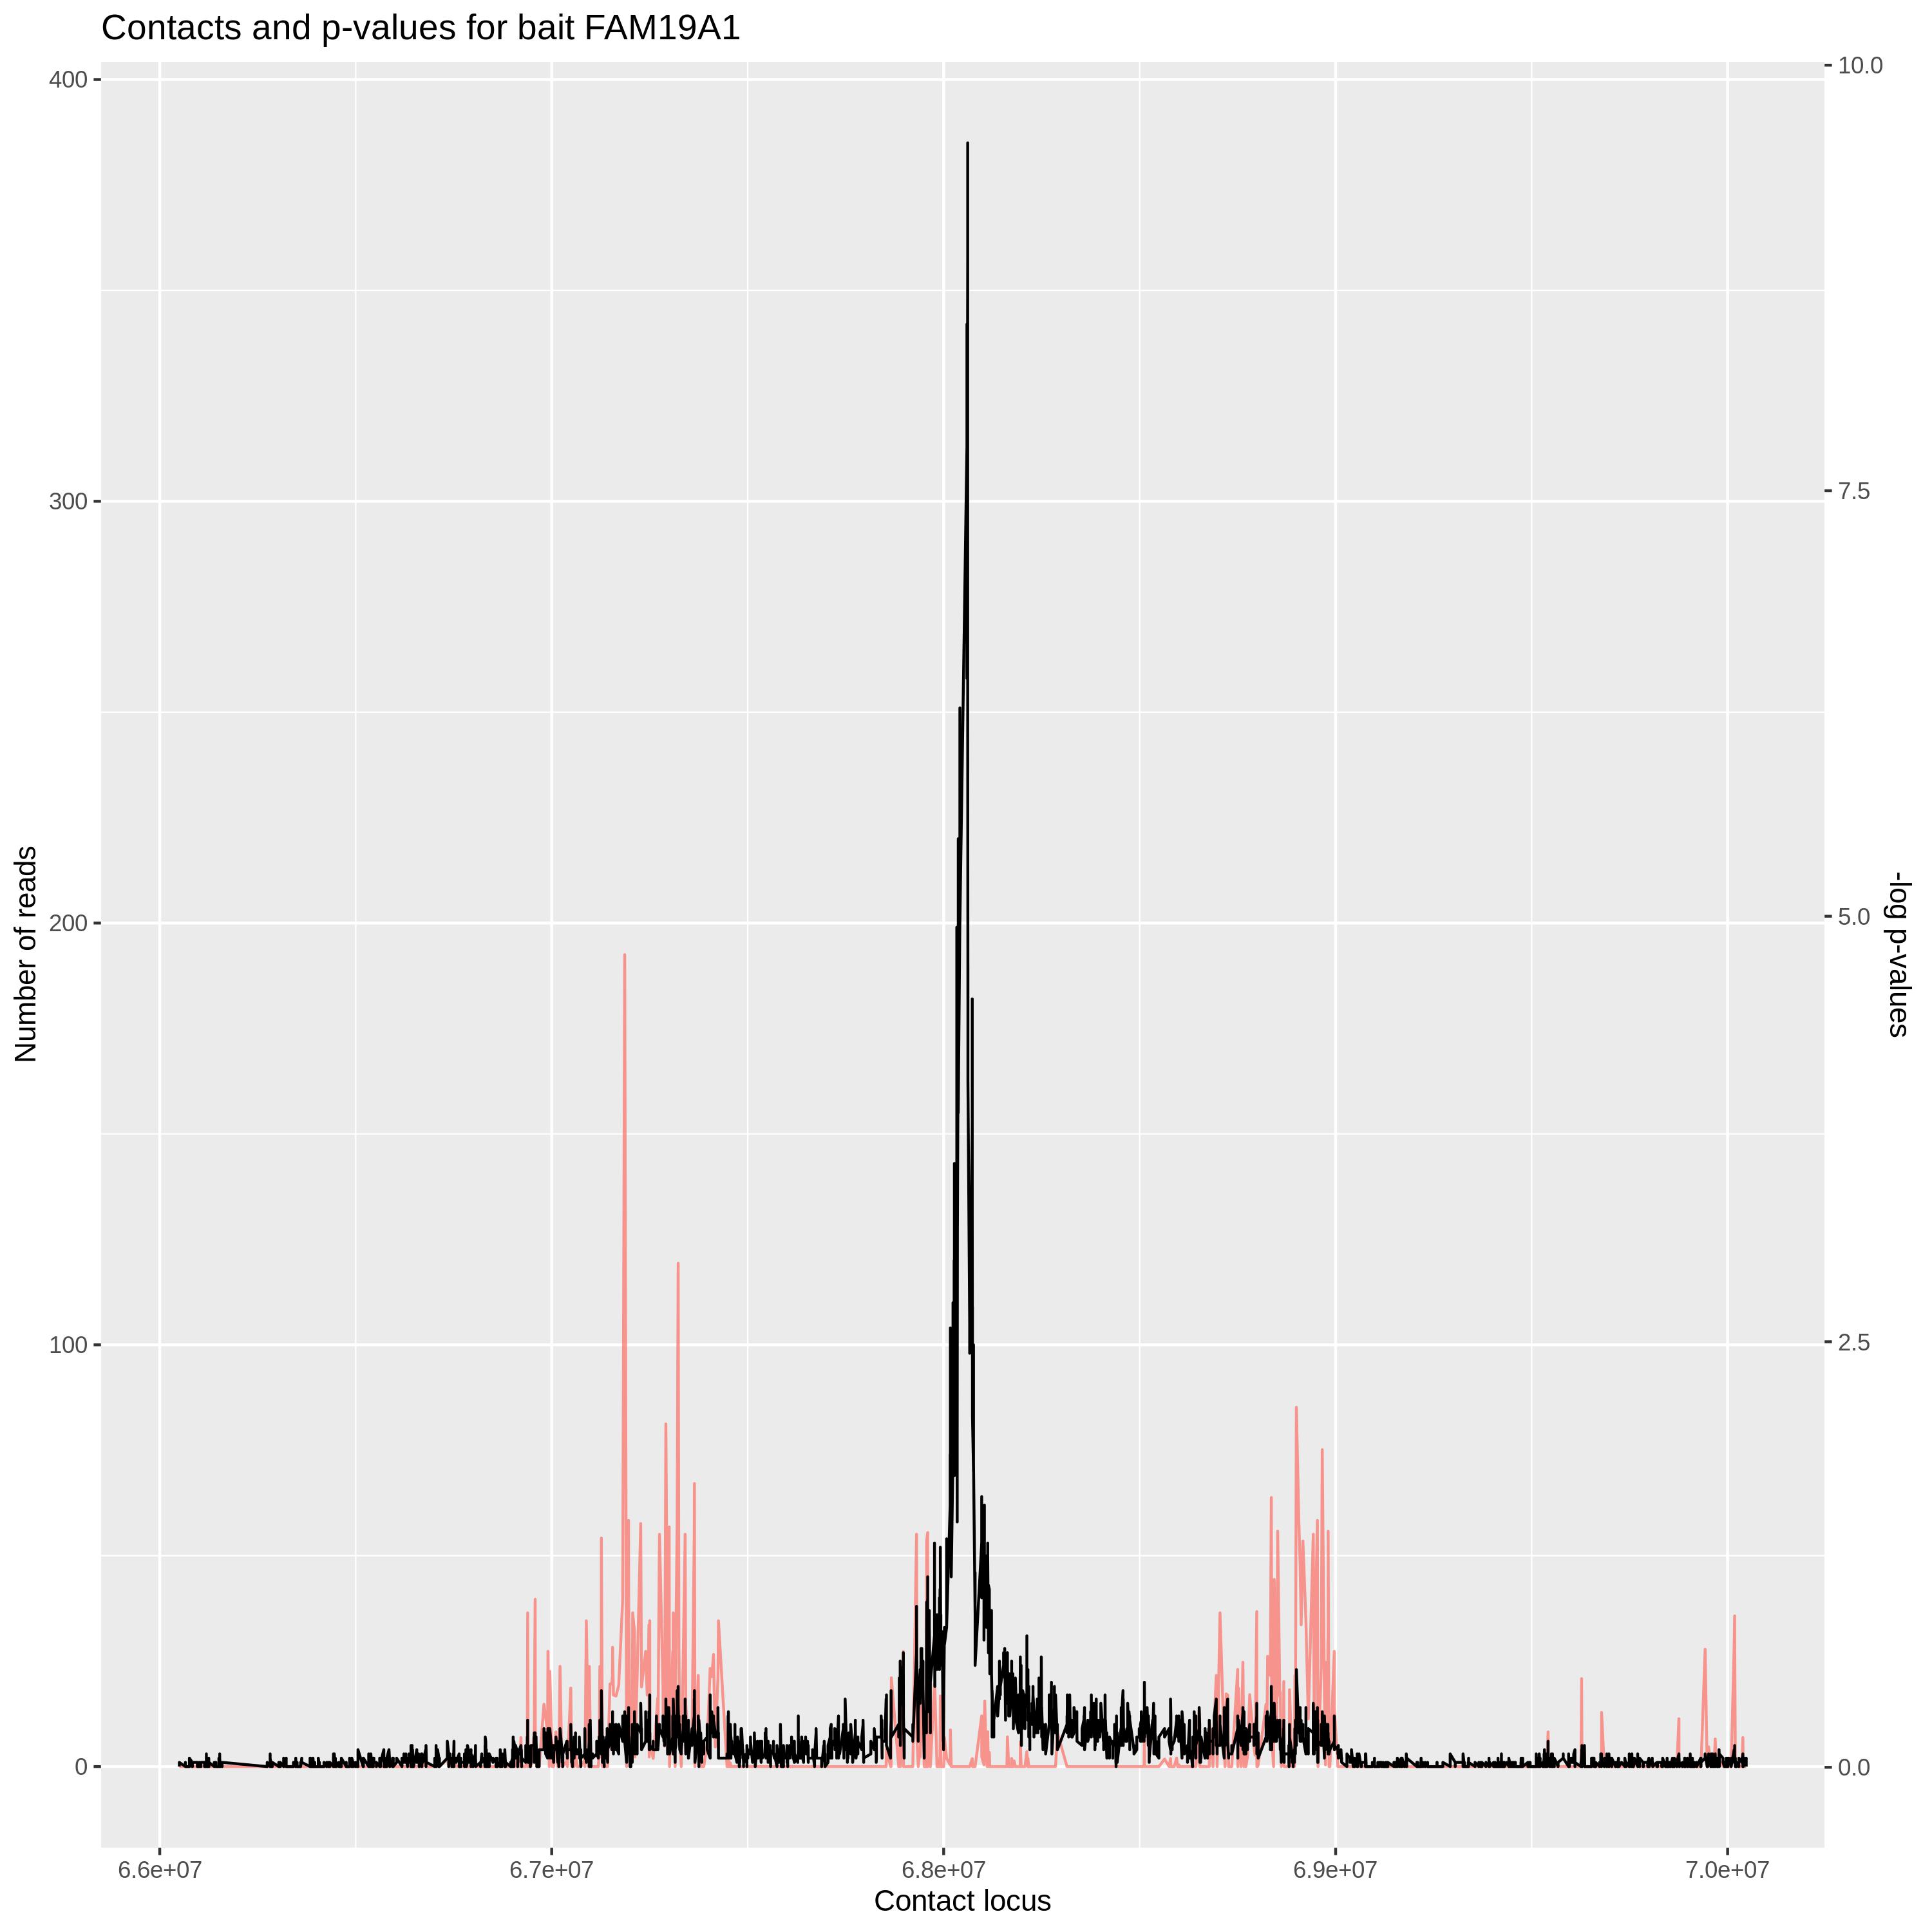 Contacts and p-values for bait FAM19A1
400
300
200
100
0
10.0
7.5
5.0
2.5
0.0
Number of reads
-log p-values
6.6e+07
6.7e+07
6.8e+07
6.9e+07
7.0e+07
Contact locus